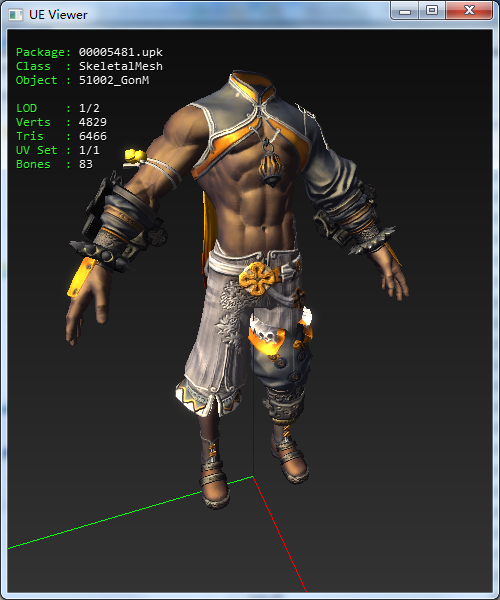 UE Viewer
Package: 00005481.upk
Class : SkeletalMesh
Object : 51002_GonM
LOD : 1/2
Verts : 4829
Tris : 6466
UV Set : 1/1
Bones : 83